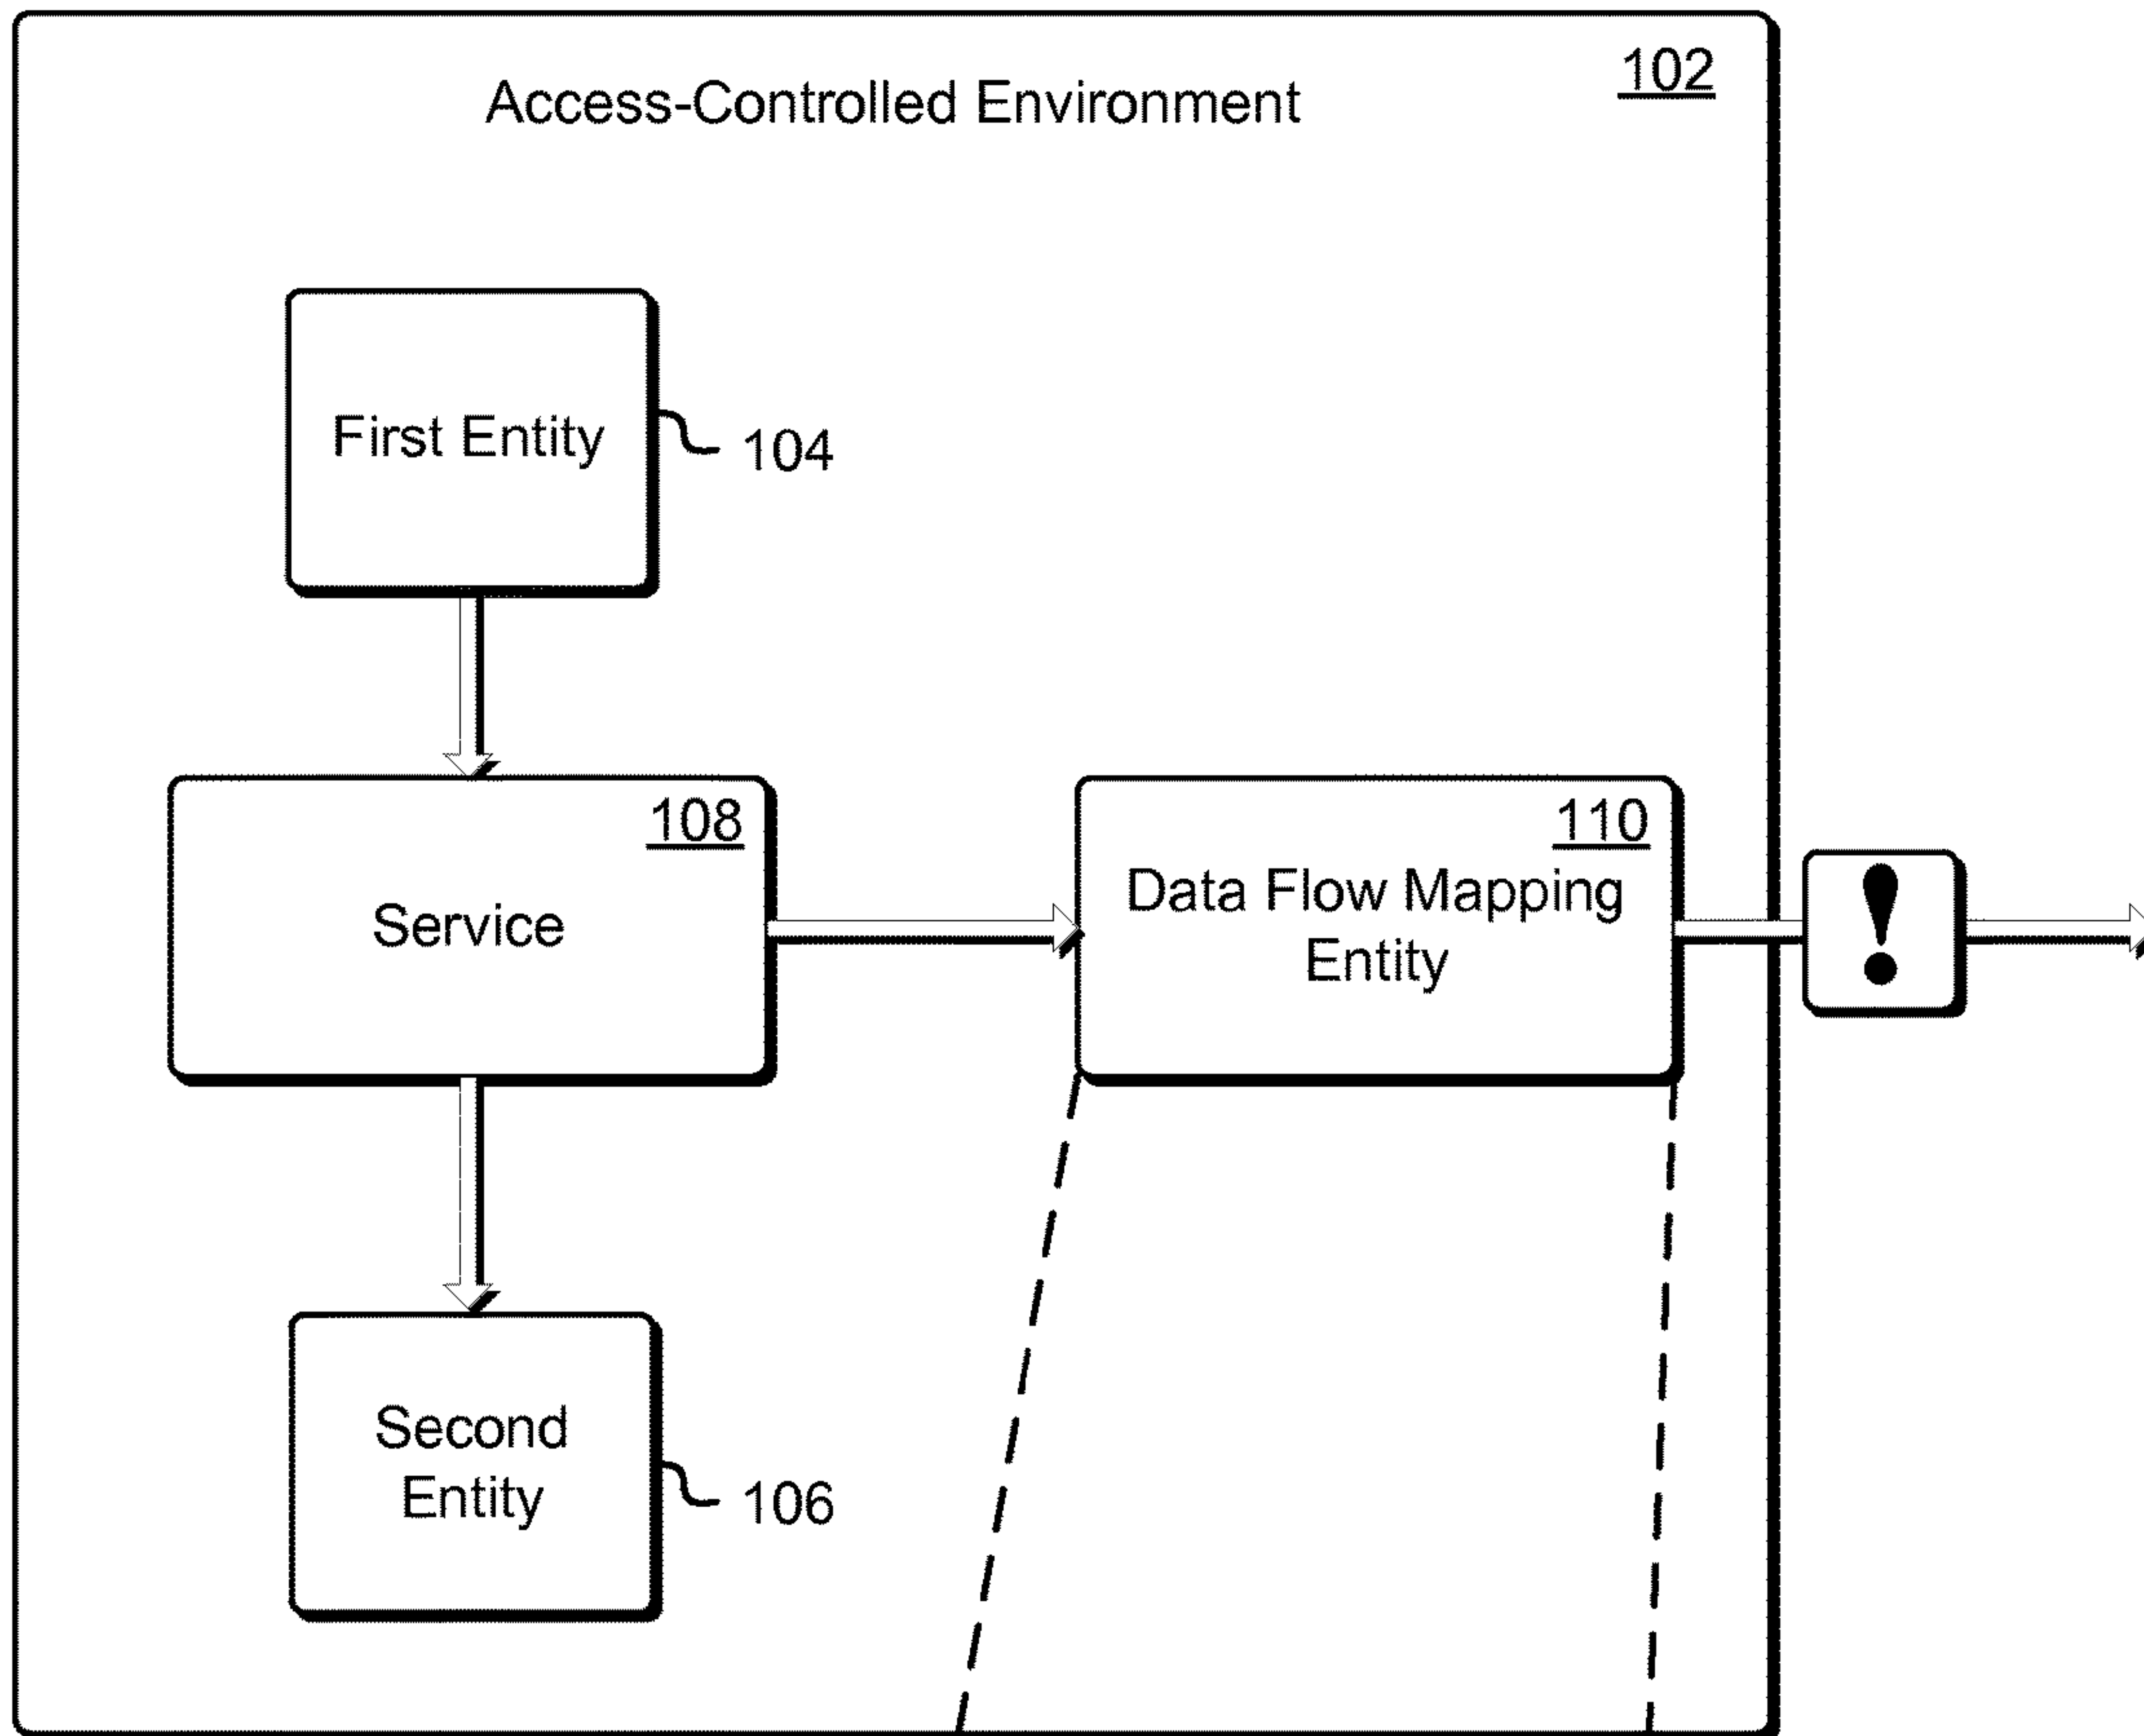 102
Access-Controlled Environment
First Entity
104
108
Service
110
Data Flow Mapping
Entity
!
Second
Entity
106